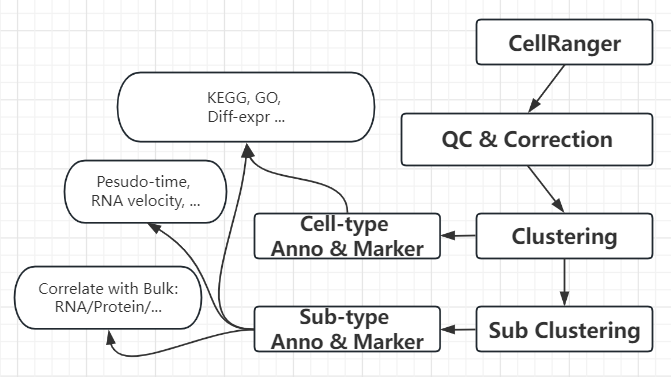 CellRanger
KEGG, GO,
Diff-expr ...
QC & Correction
Pesudo-time,
RNA velocity, ...
Cell-type
Anno & Marker
Clustering
Correlate with Bulk:
RNA/Protein/...
Sub-type
Anno & Marker
Sub Clustering